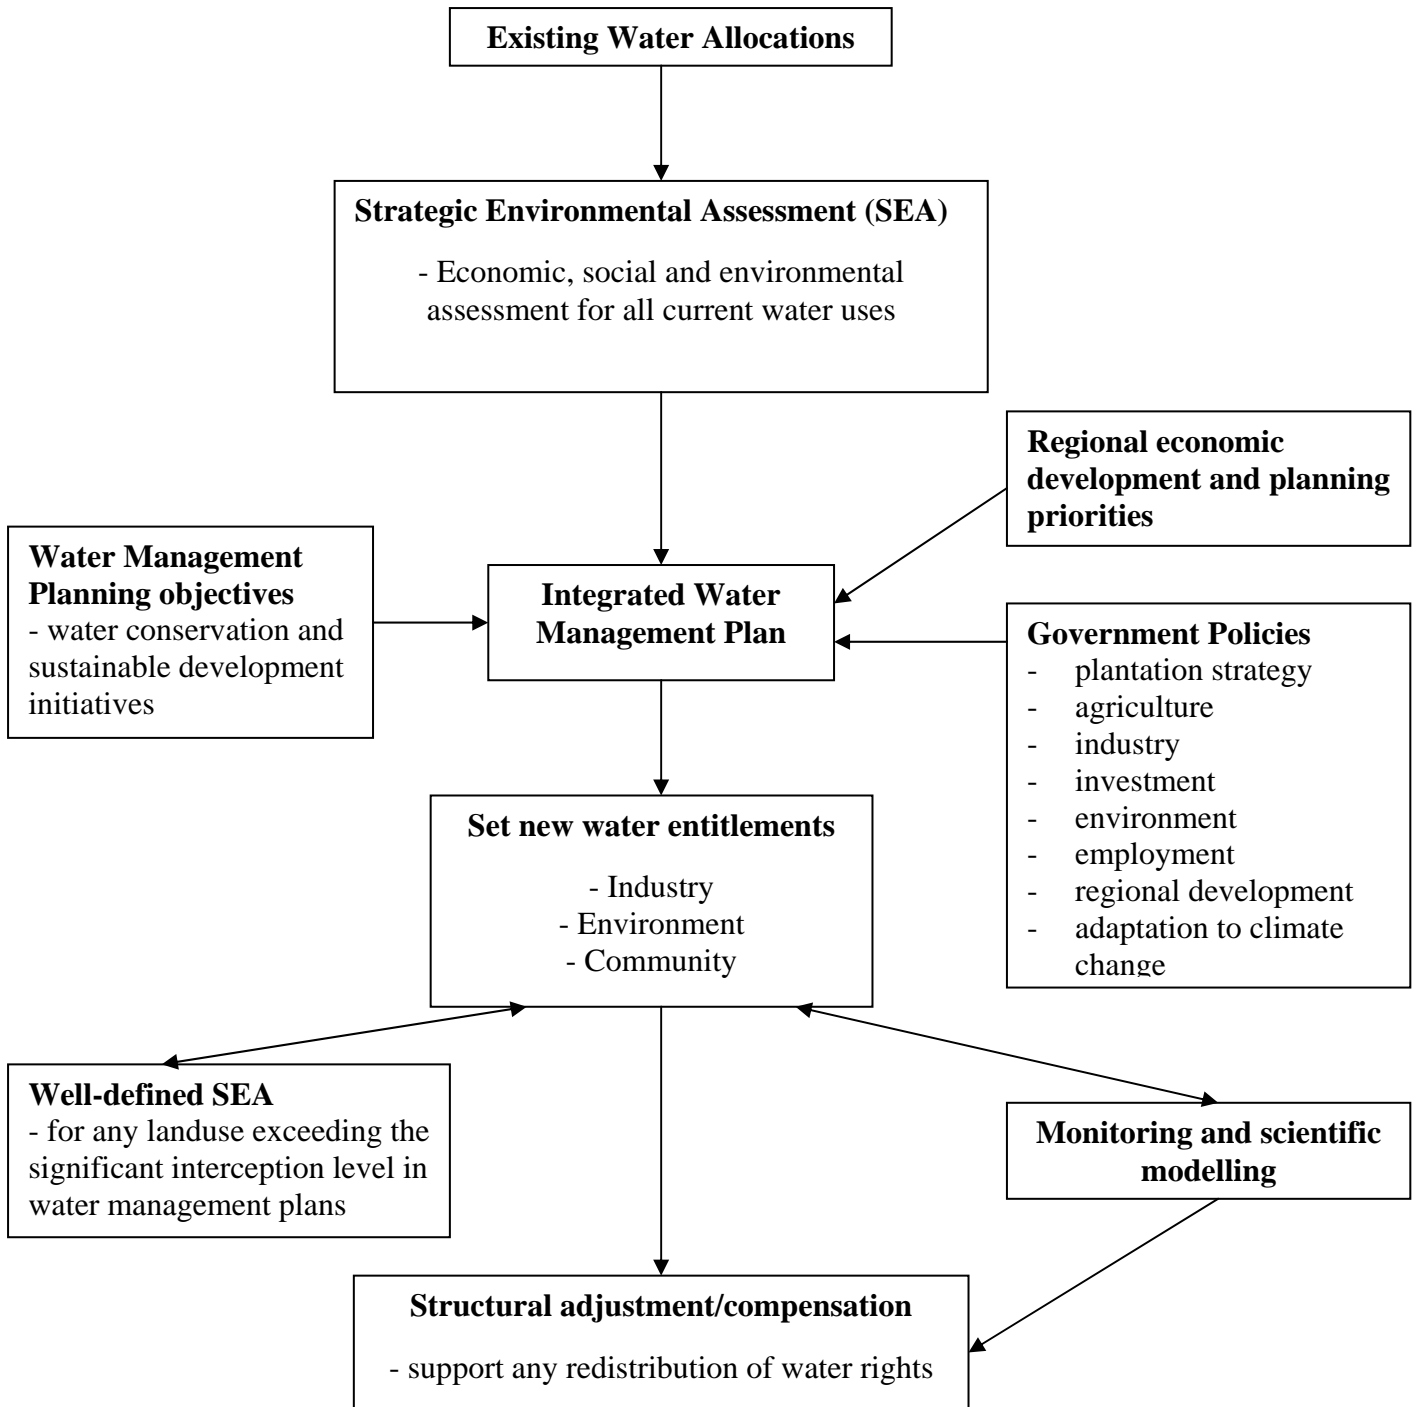 Existing Water Allocations
Strategic Environmental Assessment (SEA)
- Economic, social and environmental
assessment for all current water uses
Regional economic
development and planning
priorities
Water Management
Planning objectives
- water conservation and
sustainable development
initiatives
Integrated Water
Management Plan
Government Policies
- plantation strategy
- agriculture
- industry
- investment
- environment
- employment
- regional development
- adaptation to climate
change
Set new water entitlements
- Industry
- Environment
- Community
Well-defined SEA
- for any landuse exceeding the
significant interception level in
water management plans
Monitoring and scientific
modelling
Structural adjustment/compensation
- support any redistribution of water rights